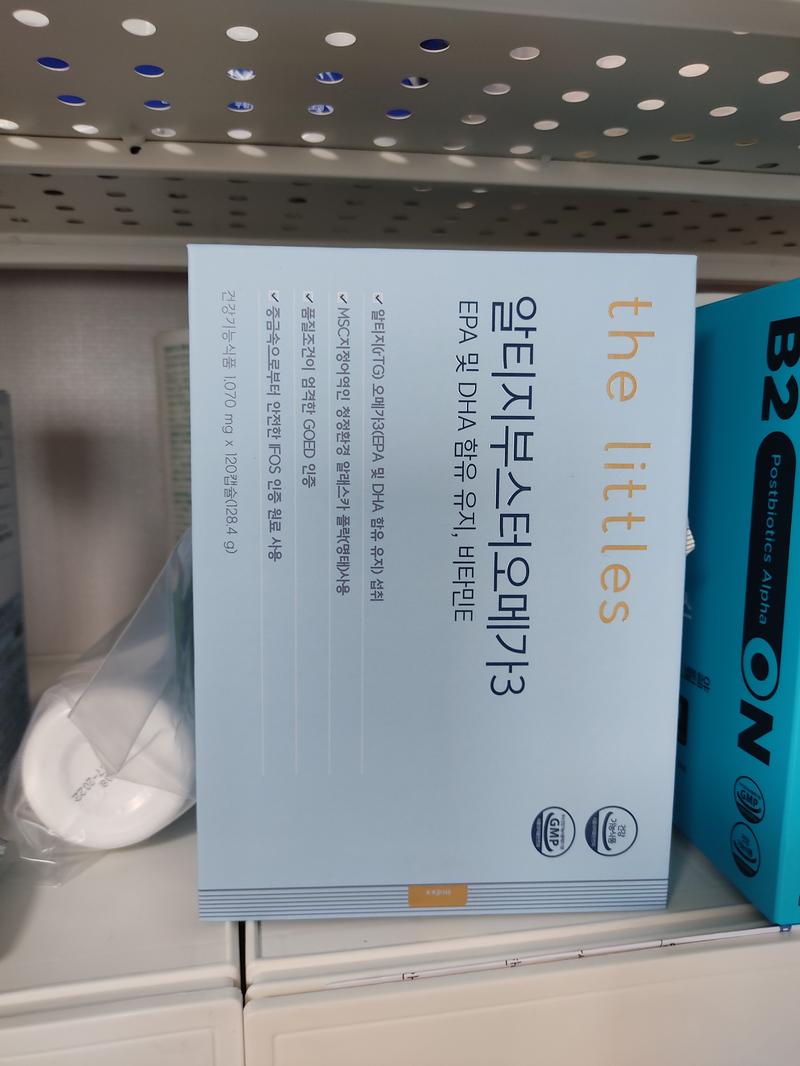 the littles
알티지부스터오메가3
EPA 및 DHA 함유 유지, 비타민E
✔ 알티지(rTG) 오메가3(EPA 및 DHA 함유 유지) 섭취
✔ MSC지정어역인 청정환경 알래스카 폴락(명태)사용
✔ 품질조건이 엄격한 GOED 인증
✔ 중금속으로부터 안전한 IFOS 인증 원료 사용
건강기능식품 1,070 mg x 120캡슐(128.4 g)
건강
기능식품
GMP
index
B2
Postbiotics Alpha
ON
GMP
-2022